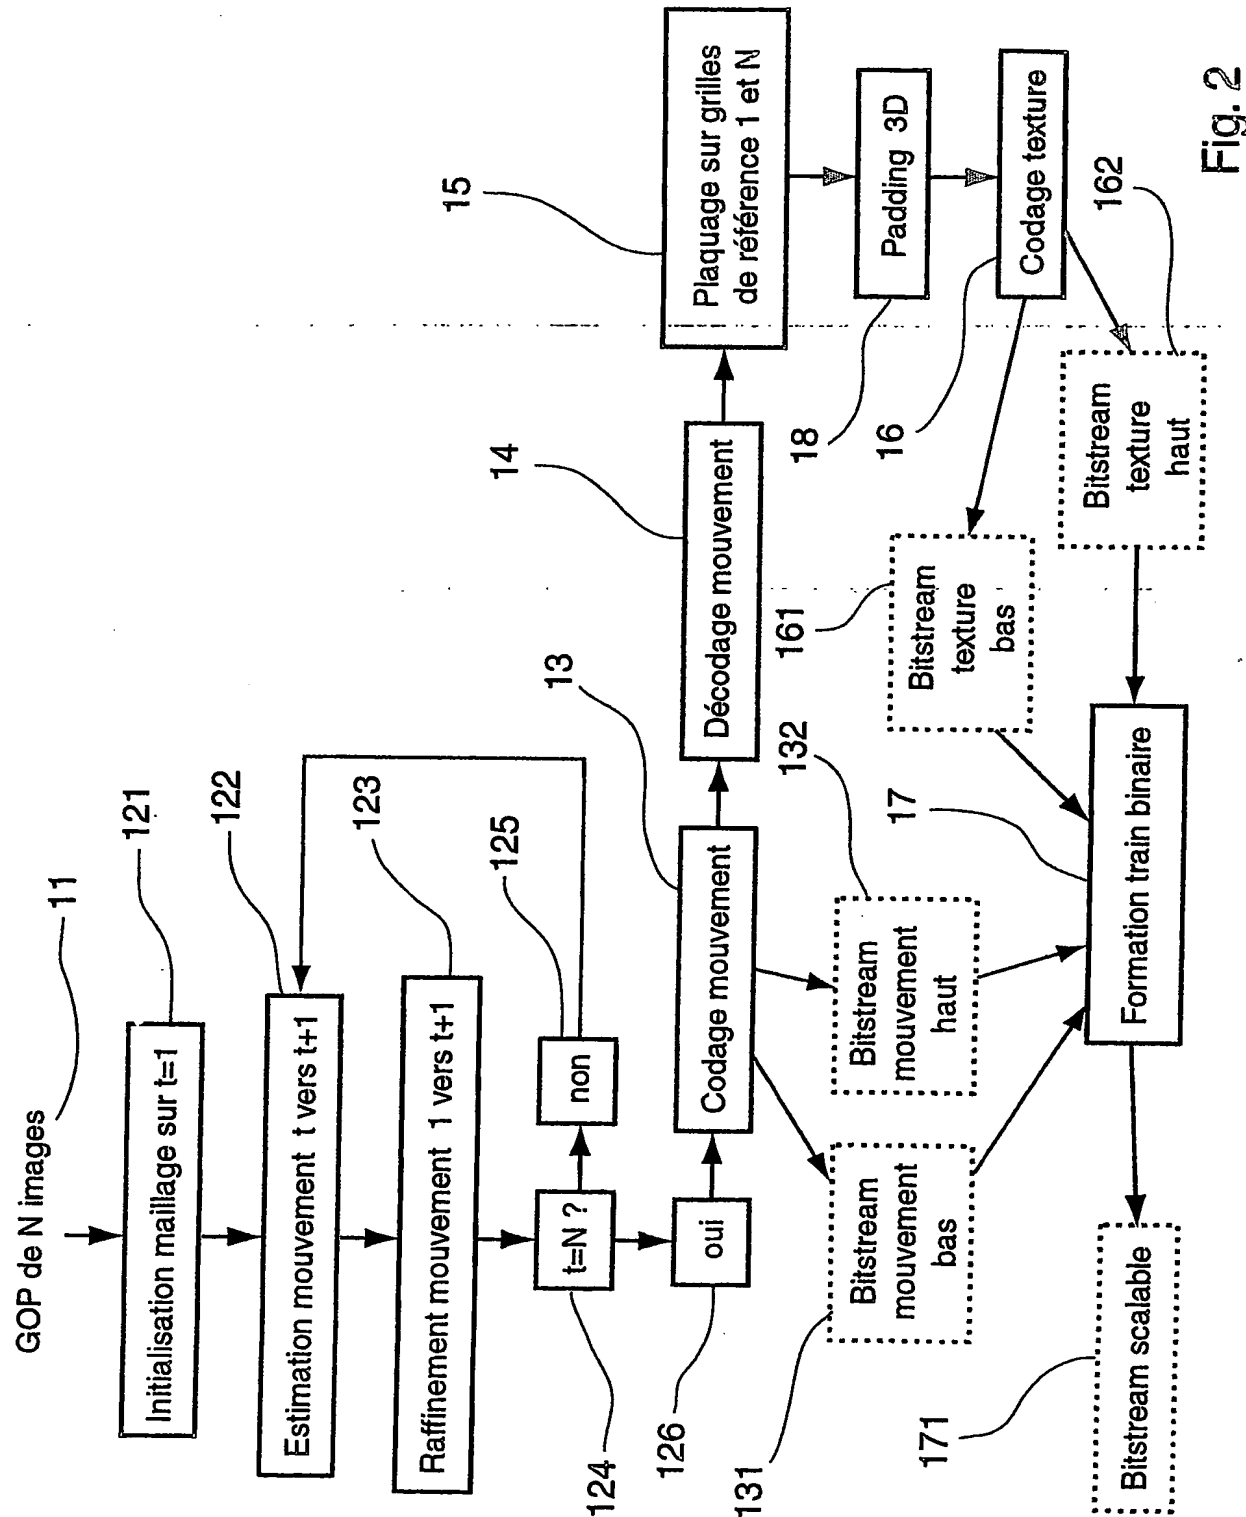 GOP de N images
11
Initialisation maillage sur t=1
121
Estimation mouvement t vers t+1
122
Raffinement mouvement 1 vers t+1
123
t=N ?
124
non
125
oui
126
Codage mouvement
13
Décodage mouvement
14
Plaquage sur grilles
de référence 1 et N
15
Padding 3D
18
Codage texture
16
Bitstream
mouvement
bas
131
Bitstream
mouvement
haut
132
Bitstream
texture
bas
161
Bitstream
texture
haut
162
Formation train binaire
17
Bitstream scalable
171
Fig. 2